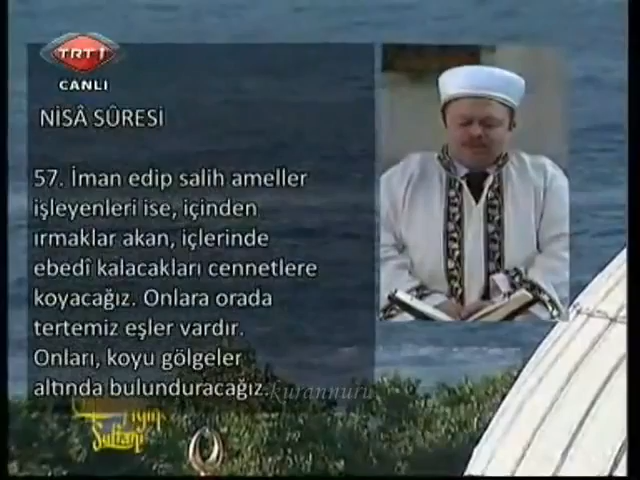 TRT1
CANLI
NİSÂ SÛRESİ
57. İman edip salih ameller
işleyenleri ise, içinden
ırmaklar akan, içlerinde
ebedî kalacakları cennetlere
koyacağız. Onlara orada
tertemiz eşler vardır.
Onları, koyu gölgeler
altında bulunduracağız.
kurannuru
Sultanı